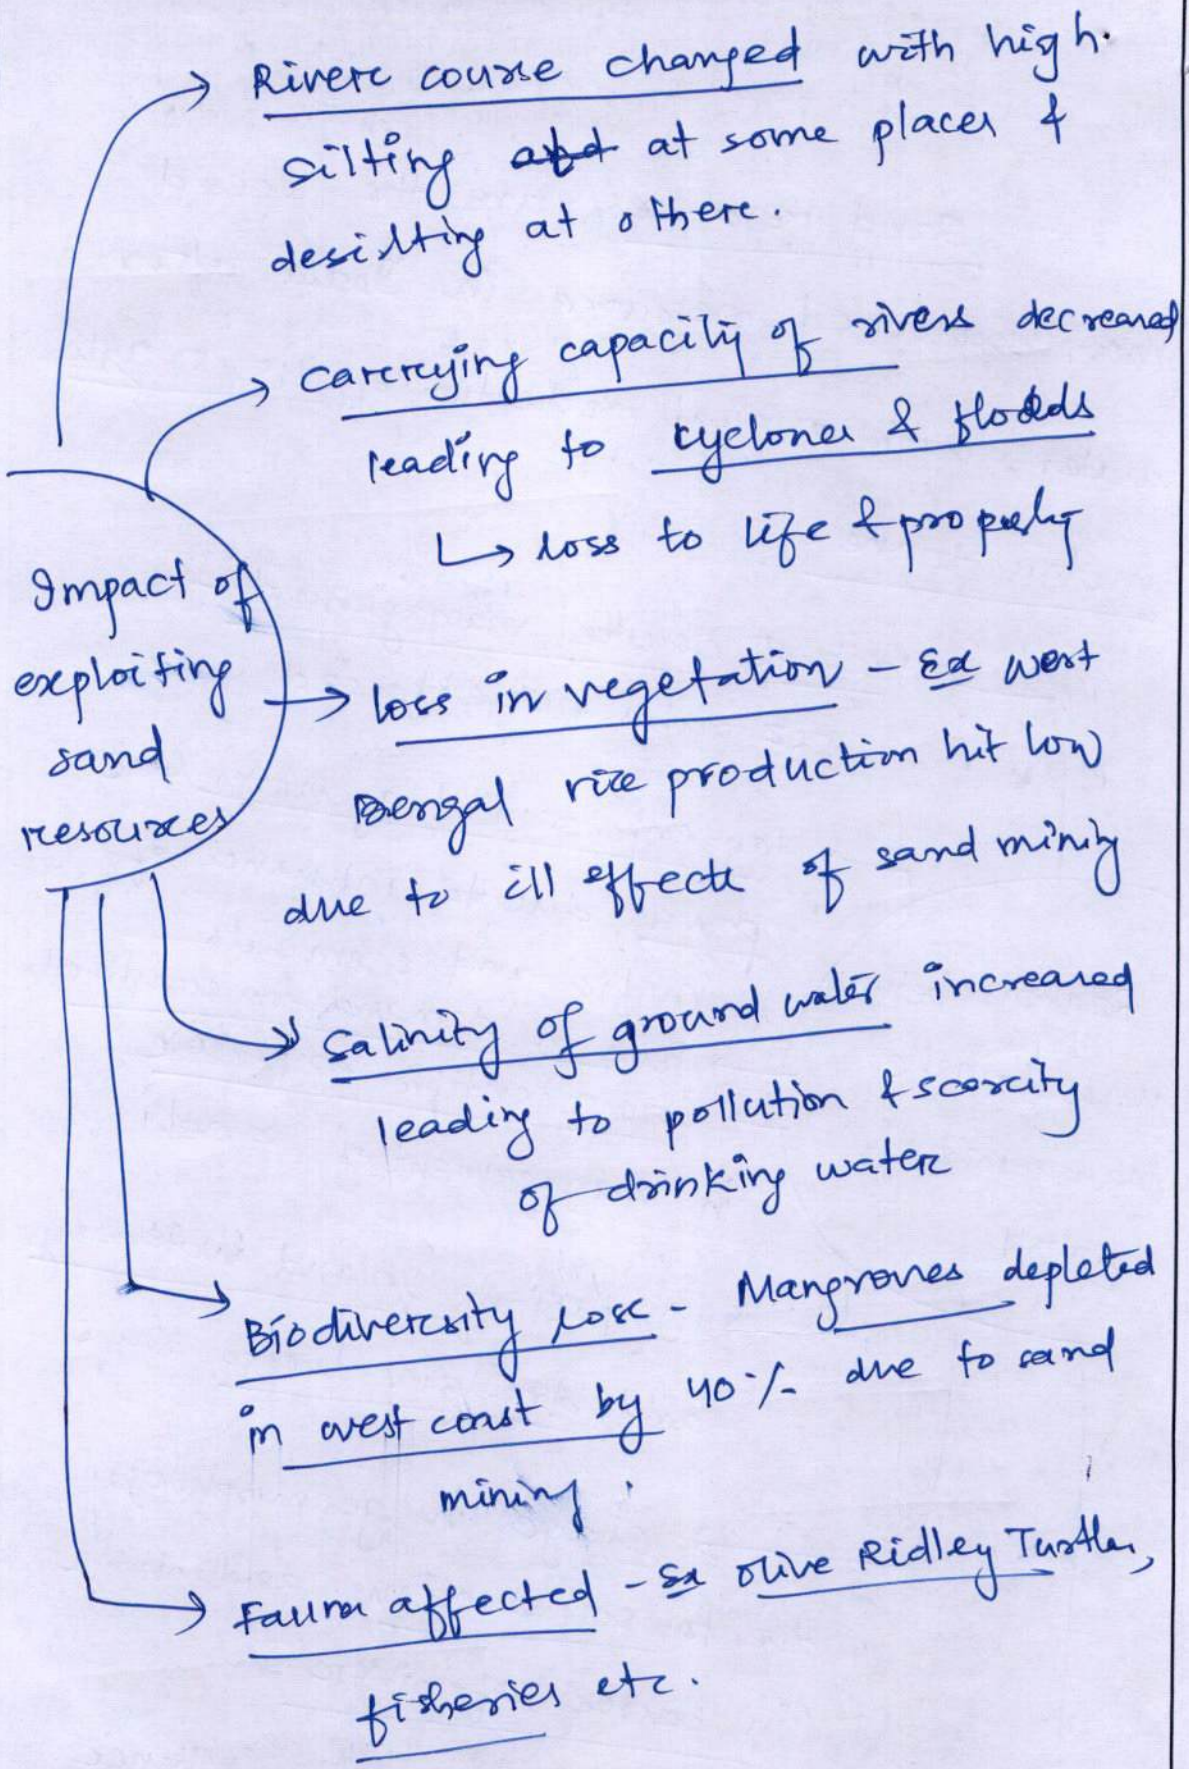 River course changed with high
silting at some places &
desilting at others.
Carrying capacity of rivers decreased
leading to cyclones & floods
↳ loss to life & property
Impact of
exploiting
sand
resources
loss in vegetation - Ex West
Bengal rice production hit low
due to ill effects of sand mining
Salinity of ground water increased
leading to pollution & scarcity
of drinking water
Biodiversity loss - Mangroves depleted
in west coast by 40% due to sand
mining.
Fauna affected - Ex Olive Ridley Turtles,
fisheries etc.